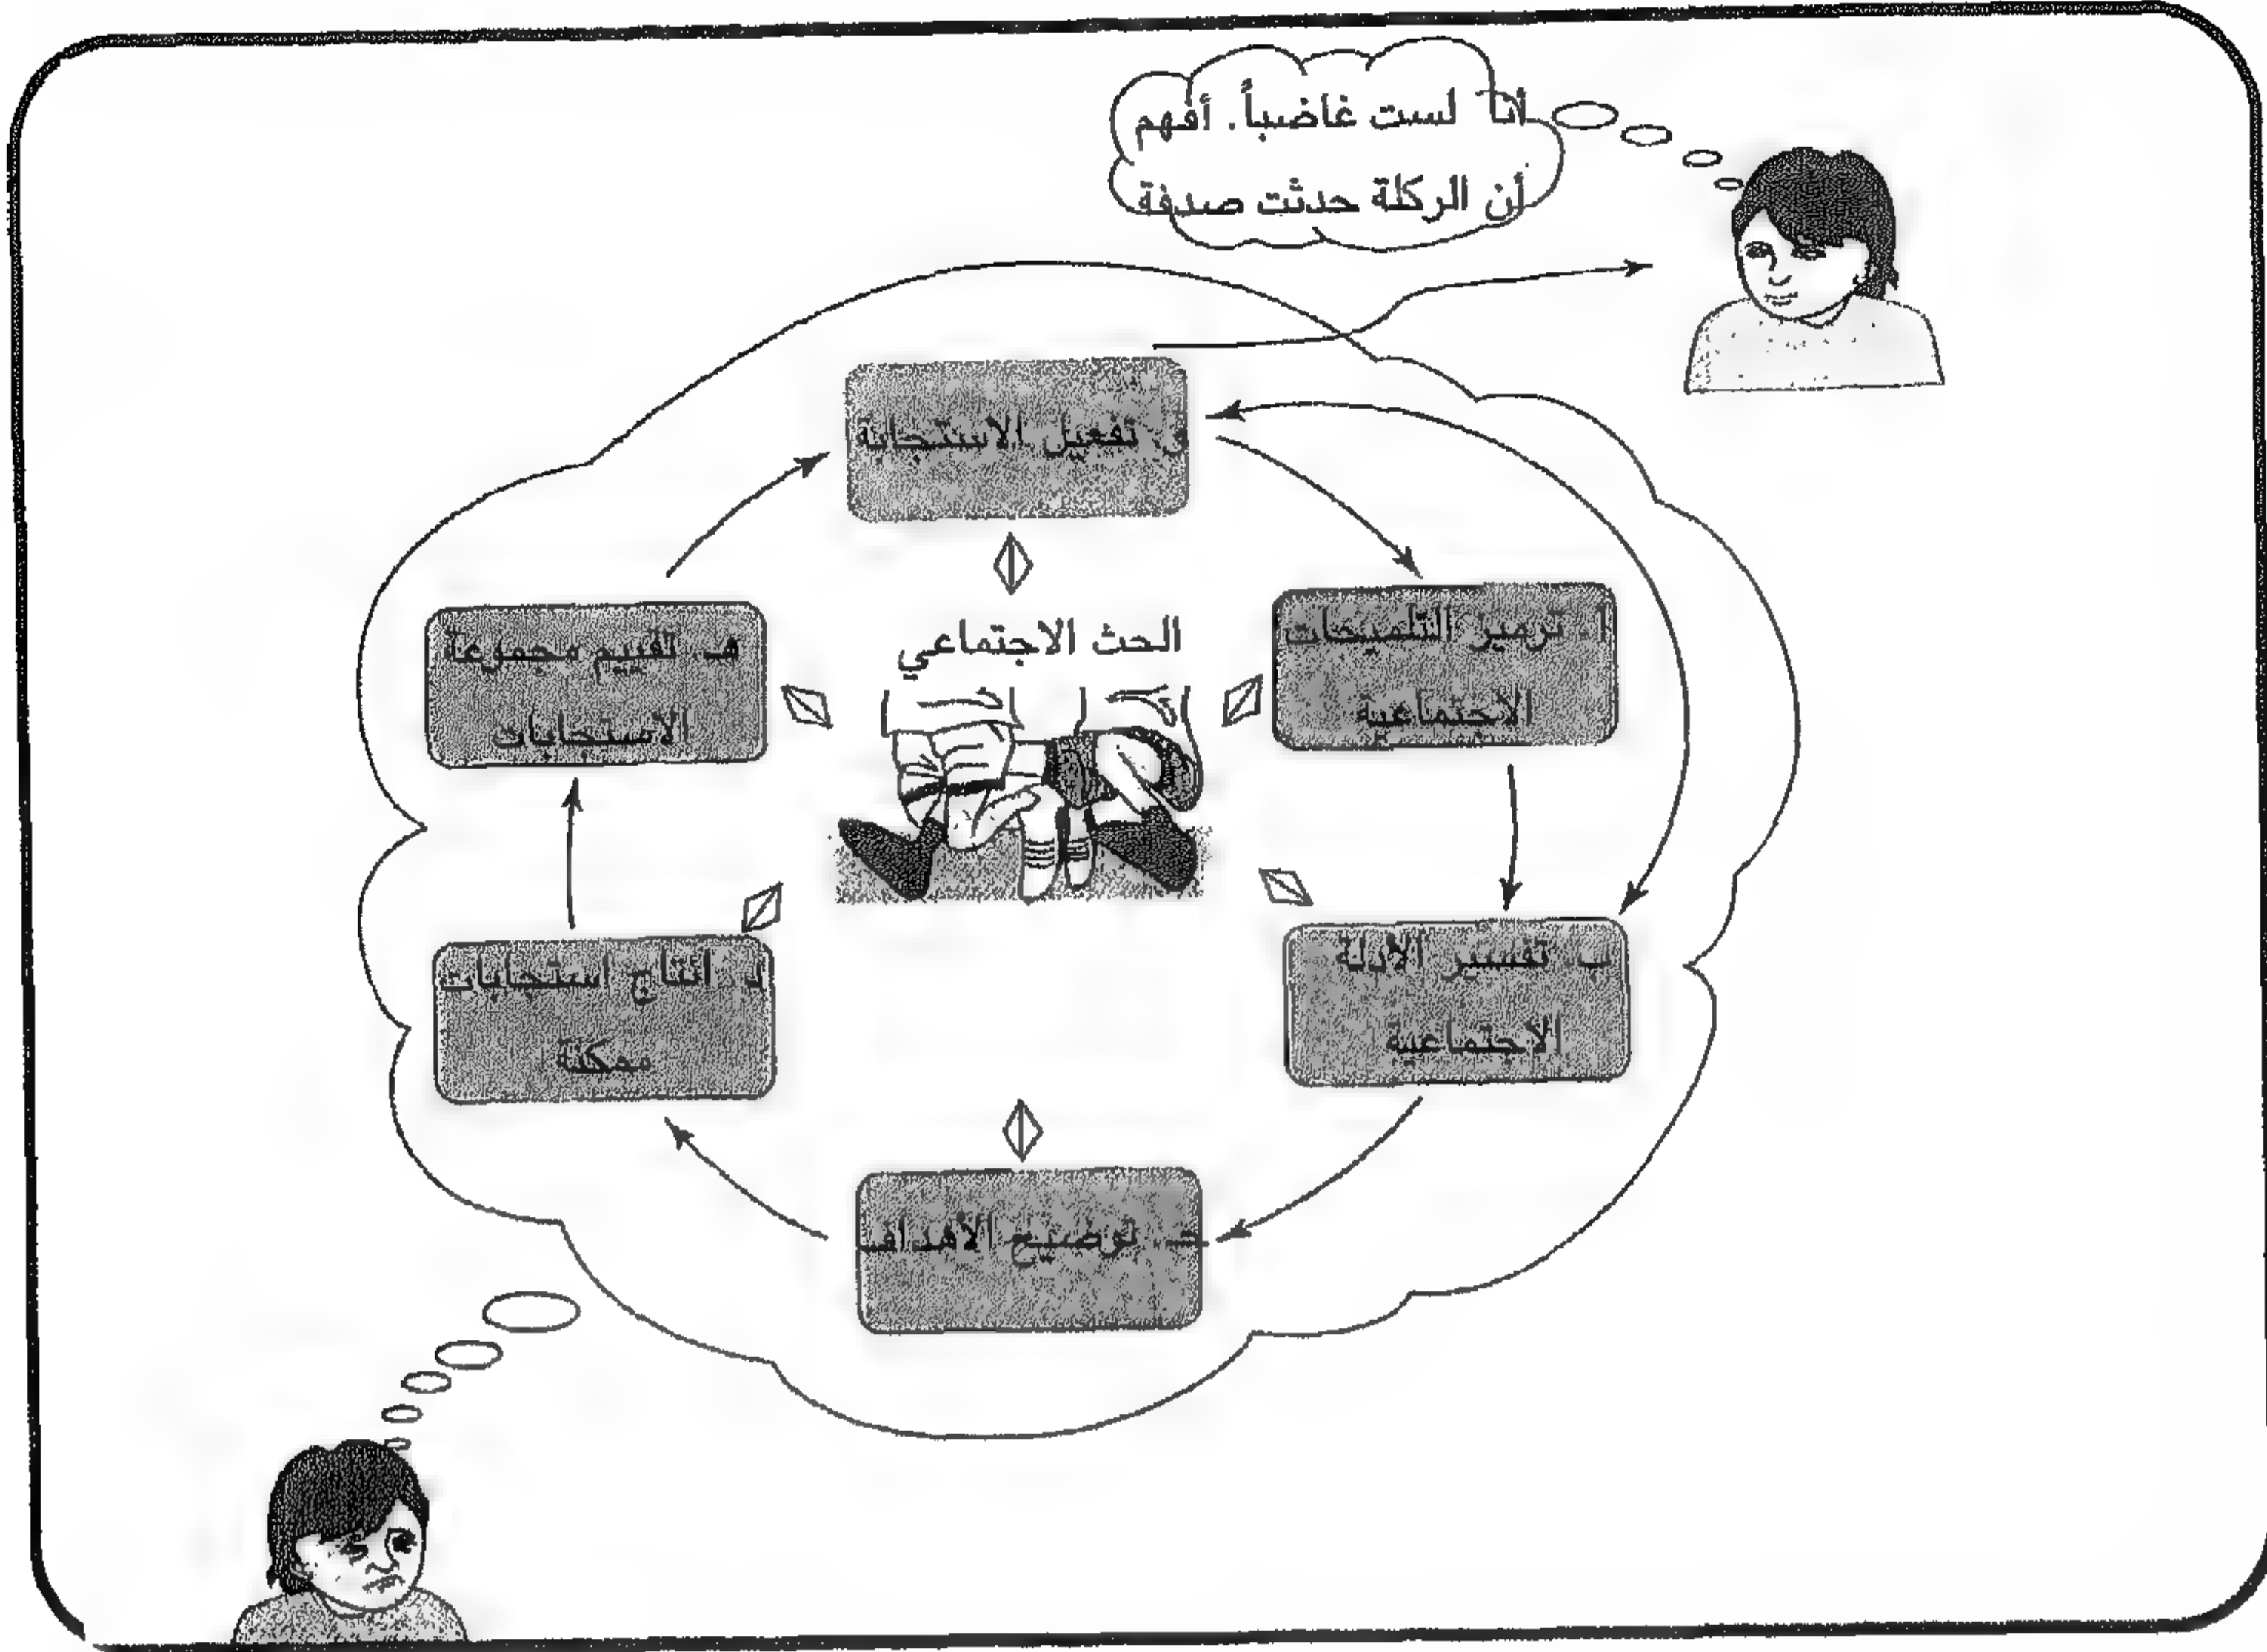 أنا لست غاضباً. أفهم
أن الركلة حدثت صدفة
و. تفعيل الاستجابة
الحث الاجتماعي
أ. ترميز التلميحات
الاجتماعية
هـ. تقييم مجموعة
الاستجابات
ب. تفسير الأدلة
الاجتماعية
د. انتاج استجابات
ممكنة
جـ. توضيح الأهداف